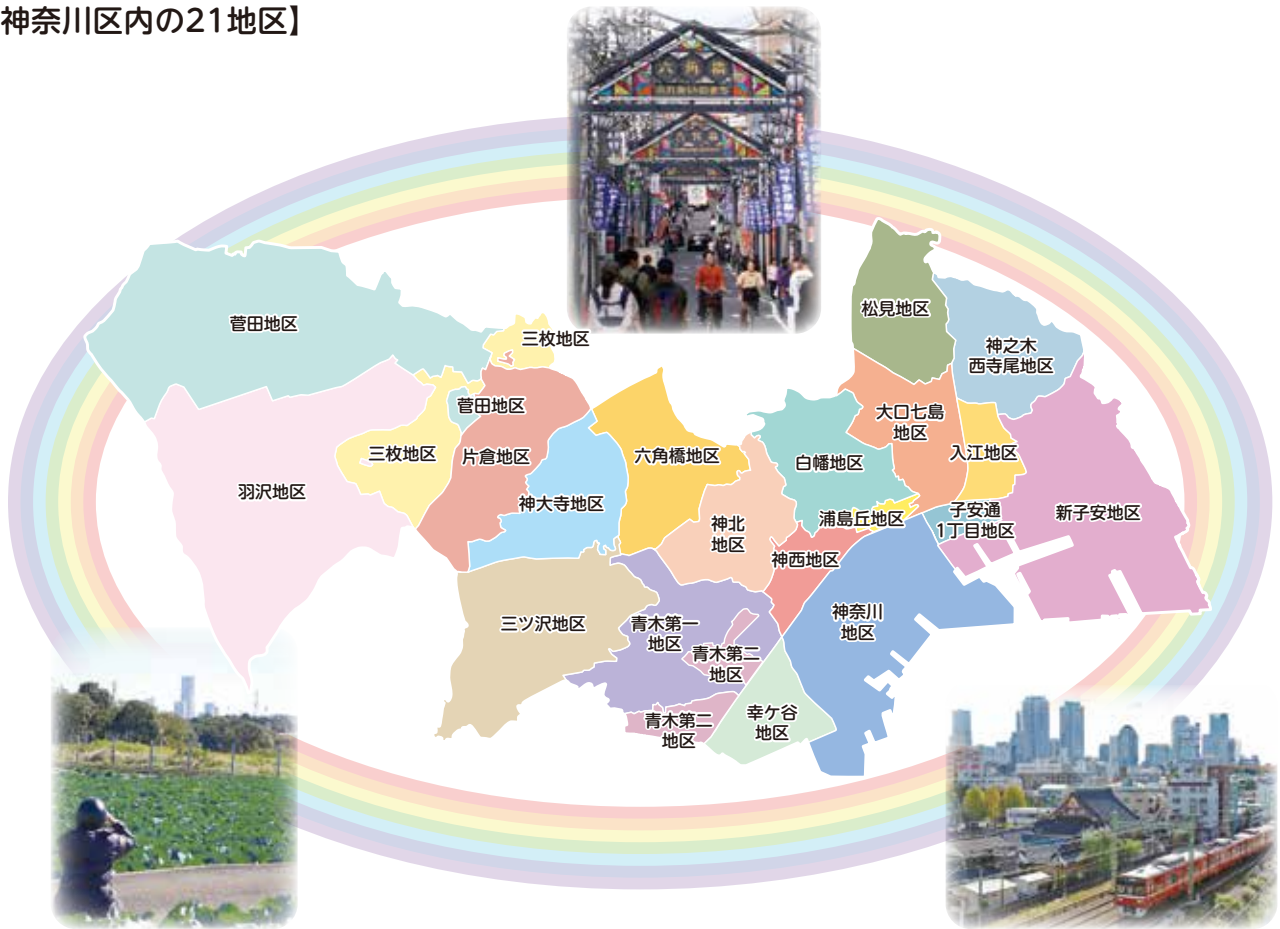 神奈川区内の21地区】
六角橋
菅田地区
三枚地区
松見地区
神之木
西寺尾地区
菅田地区
大口七島
地区
三枚地区
片倉地区
六角橋地区
白幡地区
入江地区
羽沢地区
神大寺地区
神北
地区
浦島丘地区
子安通
1丁目地区
新子安地区
神西地区
三ツ沢地区
青木第一
地区
神奈川
地区
青木第二
地区
青木第二
地区
幸ケ谷
地区